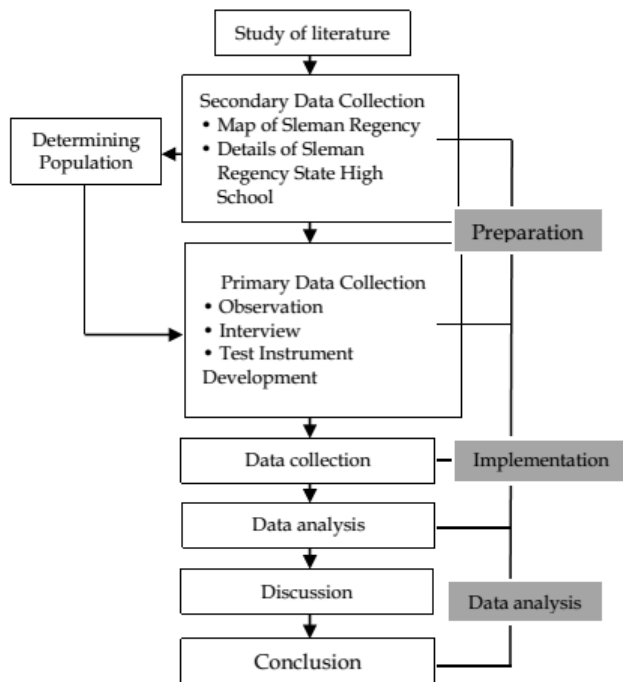 Study of literature
Secondary Data Collection
• Map of Sleman Regency
• Details of Sleman
Regency State High
School
Determining
Population
Preparation
Primary Data Collection
• Observation
• Interview
• Test Instrument
Development
Data collection
Implementation
Data analysis
Discussion
Data analysis
Conclusion